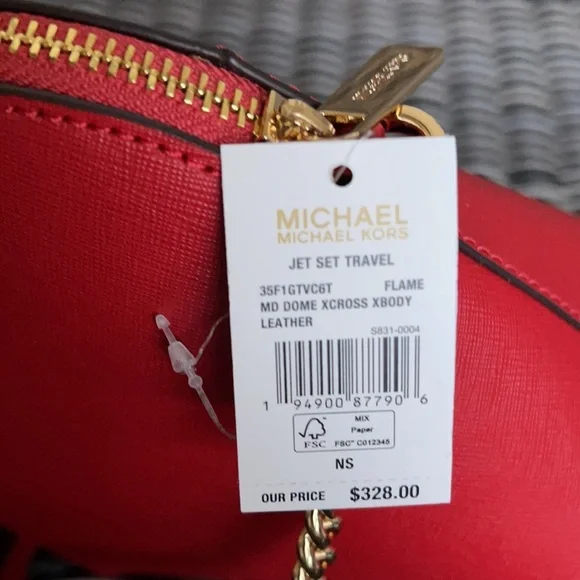 MICHAEL
MICHAEL KORS
JET SET TRAVEL
35F1GTVC6T FLAME
MD DOME XCROSS XBODY
LEATHER
S831-0004
1 94900 87790 6
MIX
Paper
FSC FSC™ C012345
NS
OUR PRICE $328.00